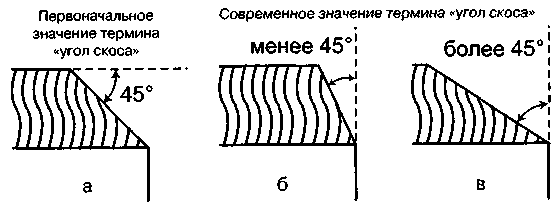 Первоначальное
значение термина
«угол скоса»
Современное значение термина «угол скоса»
менее 45°
более 45°
45°
а
б
в